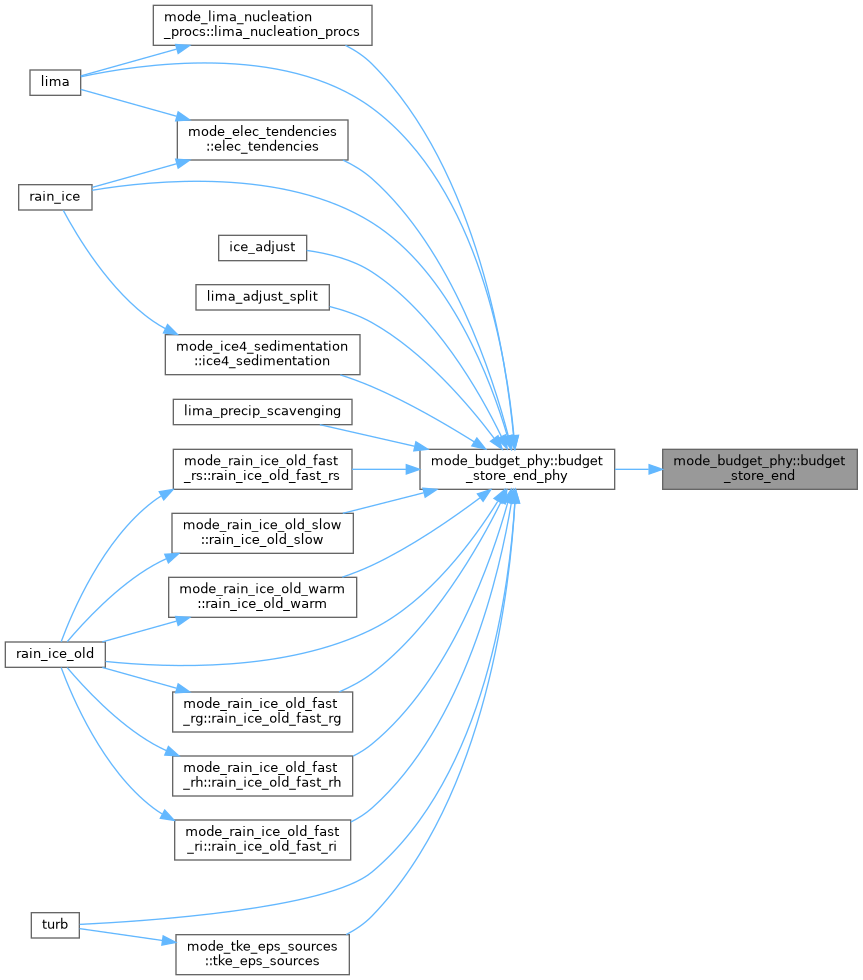 mode_lima_nucleation
_procs::lima_nucleation_procs
lima
mode_elec_tendencies
::elec_tendencies
rain_ice
ice_adjust
lima_adjust_split
mode_ice4_sedimentation
::ice4_sedimentation
lima_precip_scavenging
mode_rain_ice_old_fast
_rs::rain_ice_old_fast_rs
mode_budget_phy::budget
_store_end_phy
mode_budget_phy::budget
_store_end
mode_rain_ice_old_slow
::rain_ice_old_slow
mode_rain_ice_old_warm
::rain_ice_old_warm
rain_ice_old
mode_rain_ice_old_fast
_rg::rain_ice_old_fast_rg
mode_rain_ice_old_fast
_rh::rain_ice_old_fast_rh
mode_rain_ice_old_fast
_ri::rain_ice_old_fast_ri
turb
mode_tke_eps_sources
::tke_eps_sources